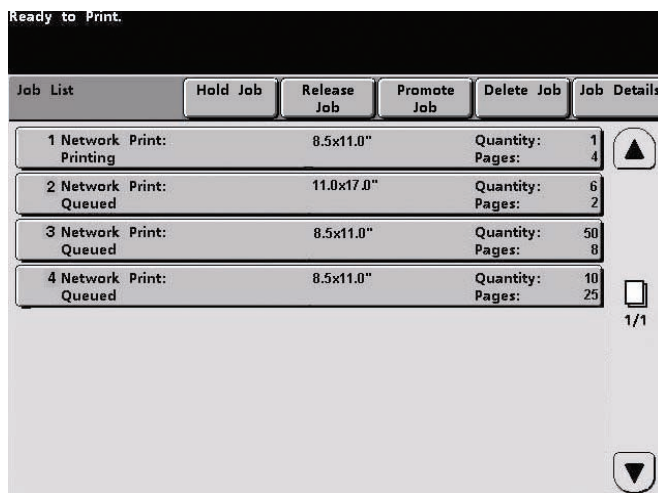 Ready to Print.
Job List
Hold Job
Release Job
Promote Job
Delete Job
Job Details
1 Network Print: 8.5x11.0" Quantity: 1
Printing Pages: 4
2 Network Print: 11.0x17.0" Quantity: 6
Queued Pages: 2
3 Network Print: 8.5x11.0" Quantity: 50
Queued Pages: 8
4 Network Print: 8.5x11.0" Quantity: 10
Queued Pages: 25
1/1